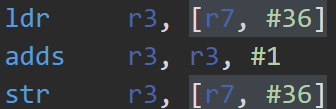 ldr r3, [r7, #36]
adds r3, r3, #1
str r3, [r7, #36]